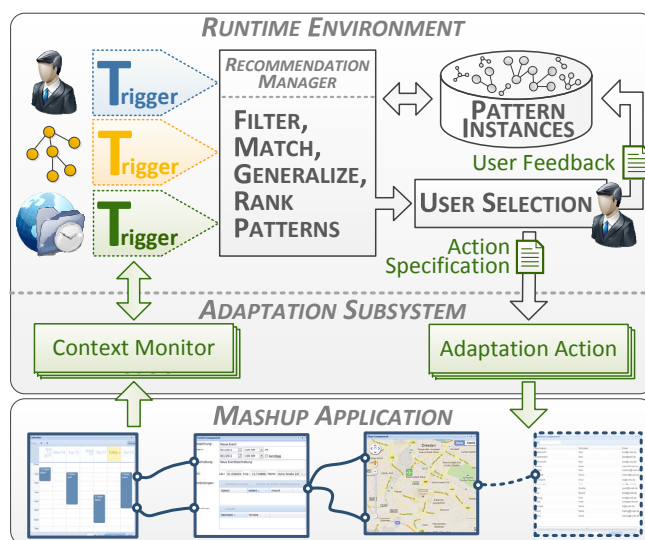 RUNTIME ENVIRONMENT
Trigger
Trigger
Trigger
RECOMMENDATION
MANAGER
FILTER,
MATCH,
GENERALIZE,
RANK
PATTERNS
PATTERN
INSTANCES
User Feedback
USER SELECTION
Action
Specification
ADAPTATION SUBSYSTEM
Context Monitor
Adaptation Action
MASHUP APPLICATION
Dresden